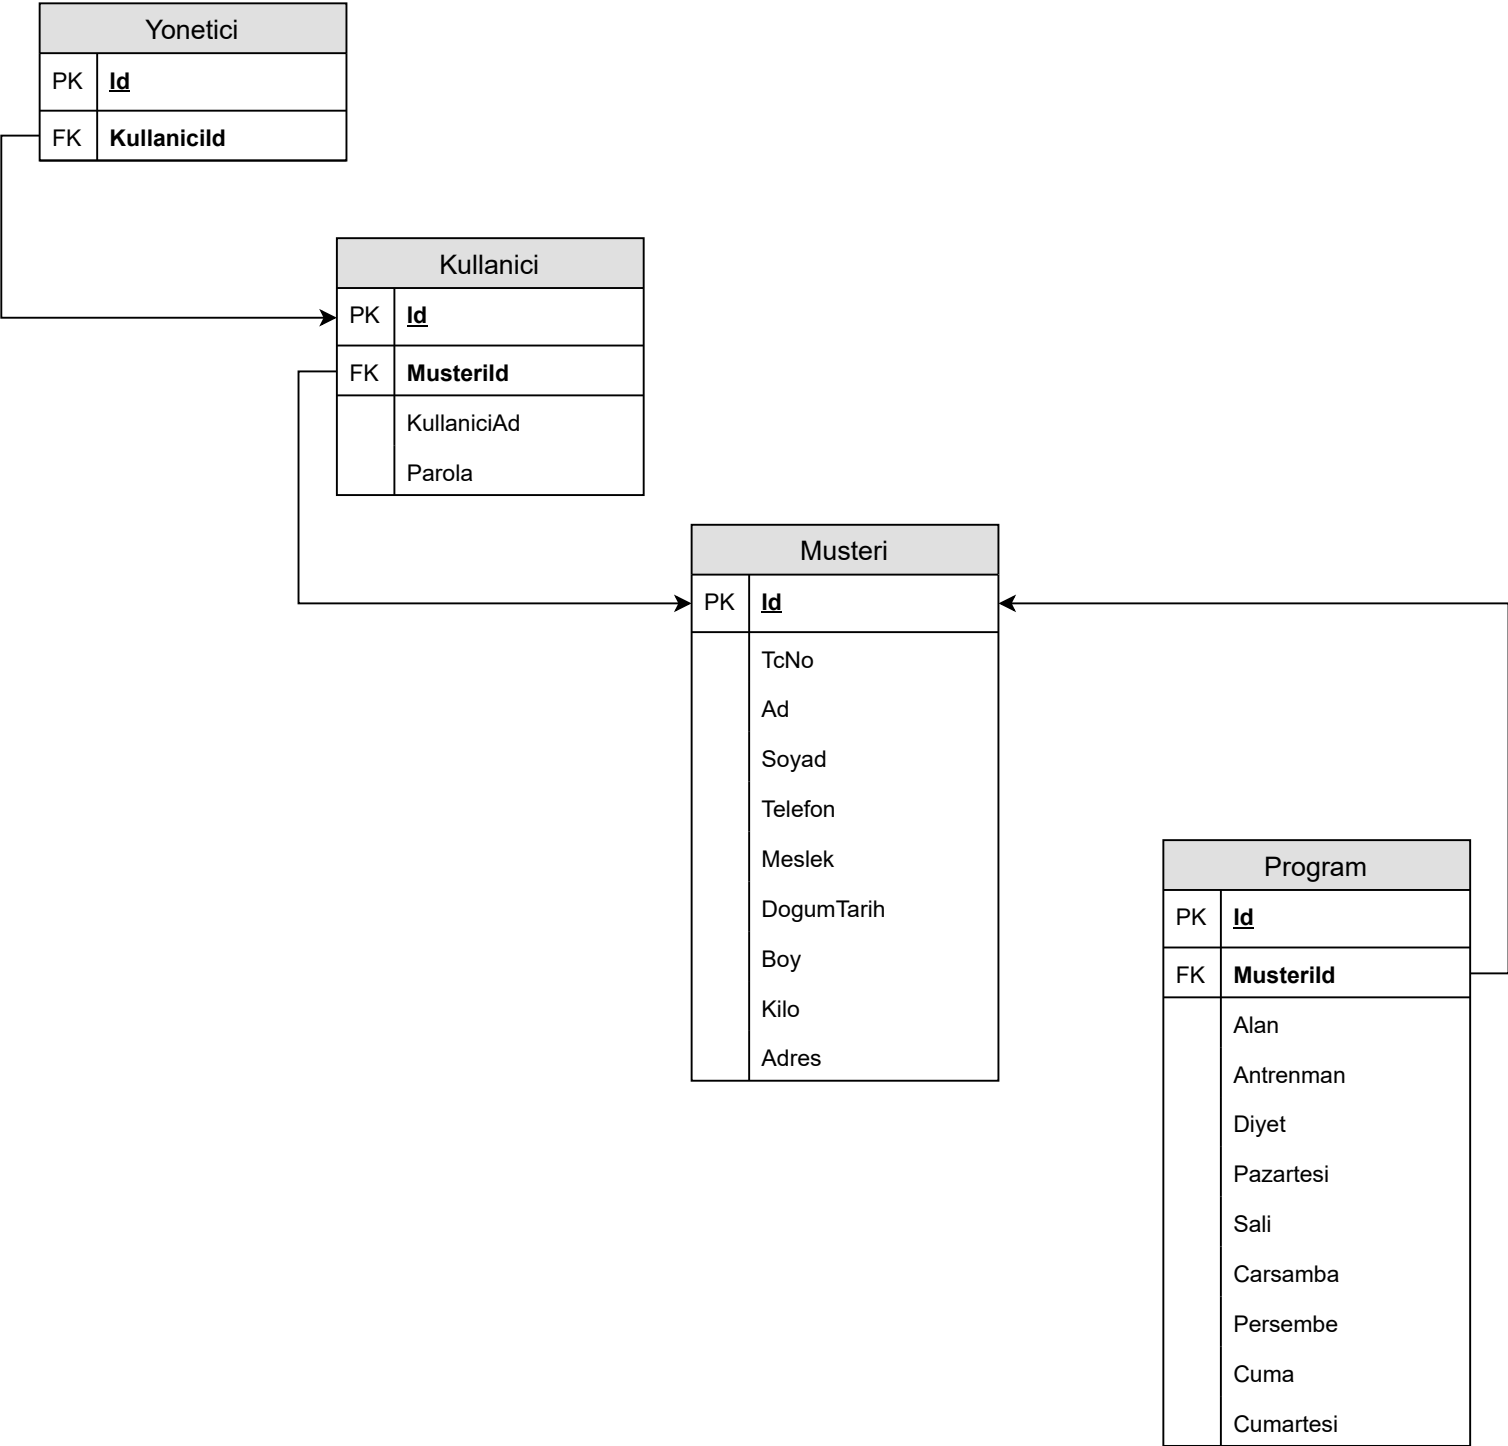 Yonetici
PK Id
FK KullaniciId
Kullanici
PK Id
FK MusteriId
KullaniciAd
Parola
Musteri
PK Id
TcNo
Ad
Soyad
Telefon
Meslek
DogumTarih
Boy
Kilo
Adres
Program
PK Id
FK MusteriId
Alan
Antrenman
Diyet
Pazartesi
Sali
Carsamba
Persembe
Cuma
Cumartesi